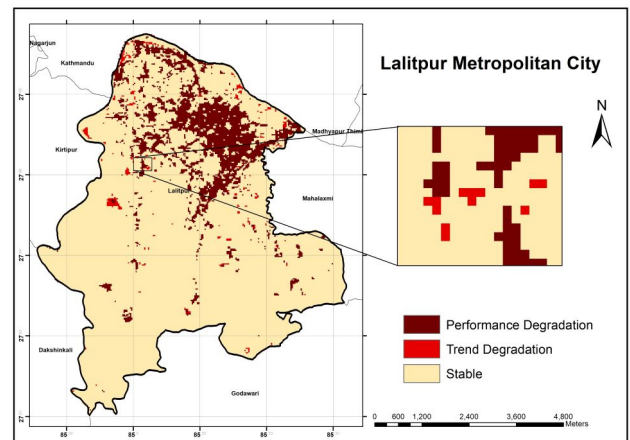 Lalitpur Metropolitan City
Nagarjun
Kathmandu
N
Madhyapur Thimi
Kirtipur
Lalitpur
Mahalaxmi
Dakshinkali
Godawari
Performance Degradation
Trend Degradation
Stable
0 600 1,200 2,400 3,600 4,800
Meters
27
27
27
27
27
85
85
85
85
85